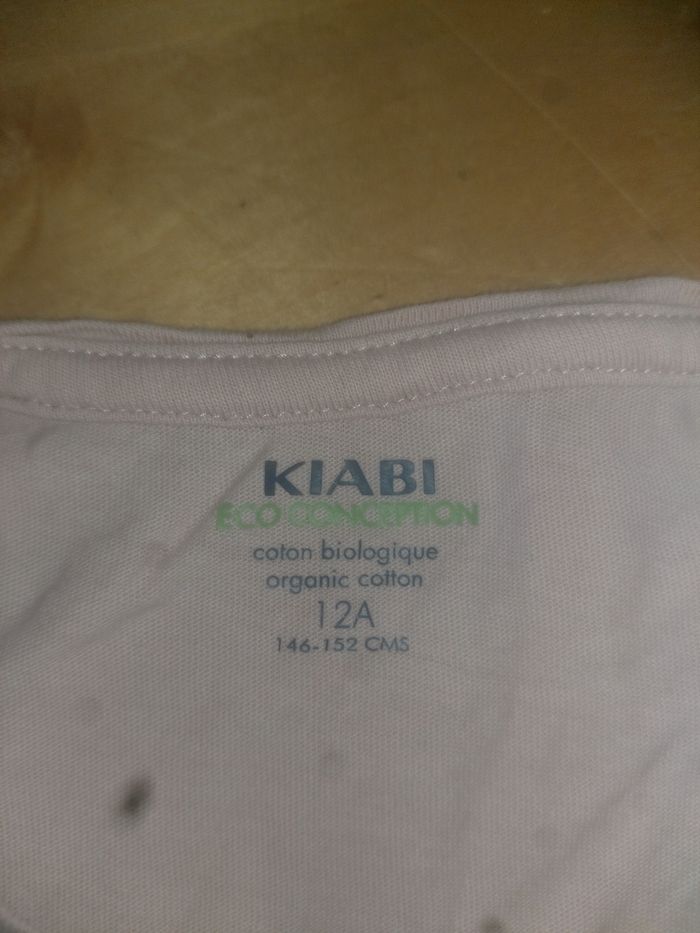 KIABI
ECO CONCEPTION
coton biologique
organic cotton
12A
146-152 CMS